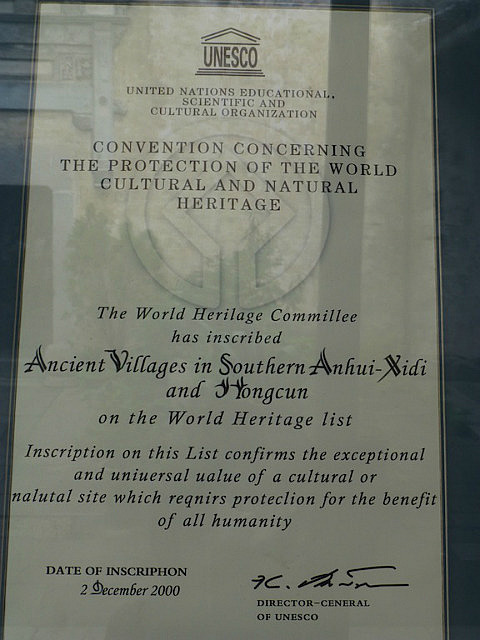 UNESCO
UNITED NATIONS EDUCATIONAL,
SCIENTIFIC AND
CULTURAL ORGANIZATION
CONVENTION CONCERNING
THE PROTECTION OF THE WORLD
CULTURAL AND NATURAL
HERITAGE
The World Herilage Commillee
has inscribed
Ancient Villages in Southern Anhui-Xidi
and Hongcun
on the World Heritage list
Inscription on this List confirms the exceptional
and uniuersal ualue of a cultural or
nalutal site which reqnirs proteclion for the benefit
of all humanity
DATE OF INSCRIPHON
2 December 2000
DIRECTOR-CENERAL
OF UNESCO